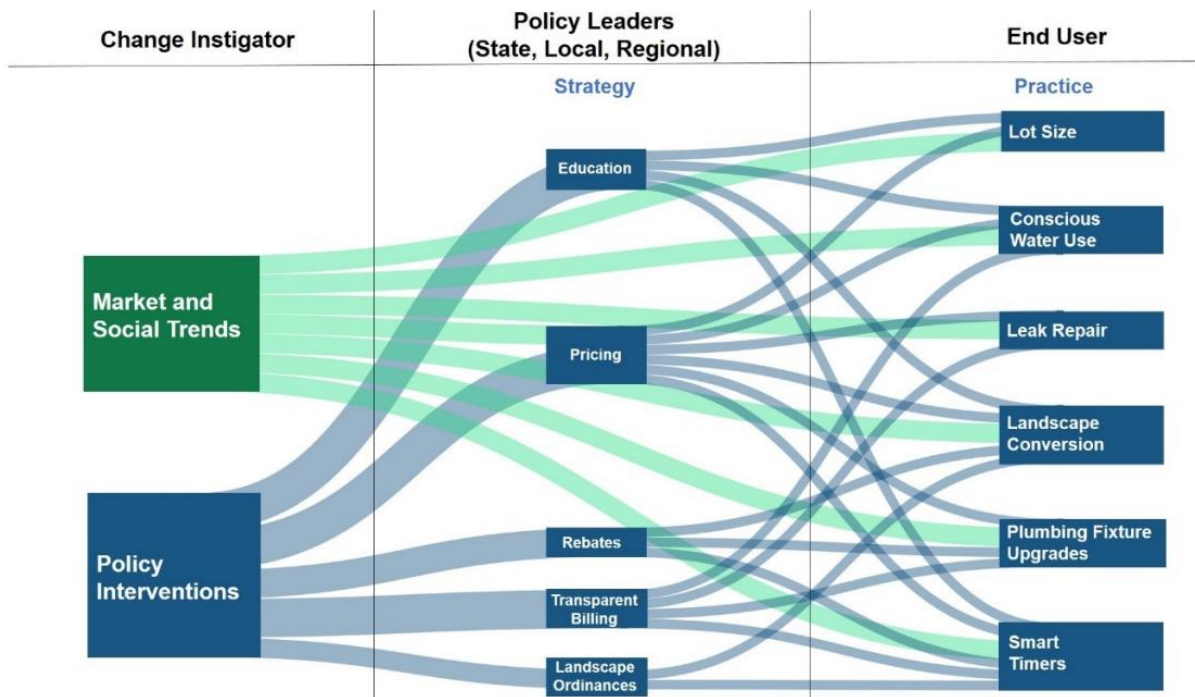 Change Instigator
Policy Leaders
(State, Local, Regional)
End User
Strategy
Practice
Market and
Social Trends
Policy
Interventions
Education
Pricing
Rebates
Transparent
Billing
Landscape
Ordinances
Lot Size
Conscious
Water Use
Leak Repair
Landscape
Conversion
Plumbing Fixture
Upgrades
Smart
Timers